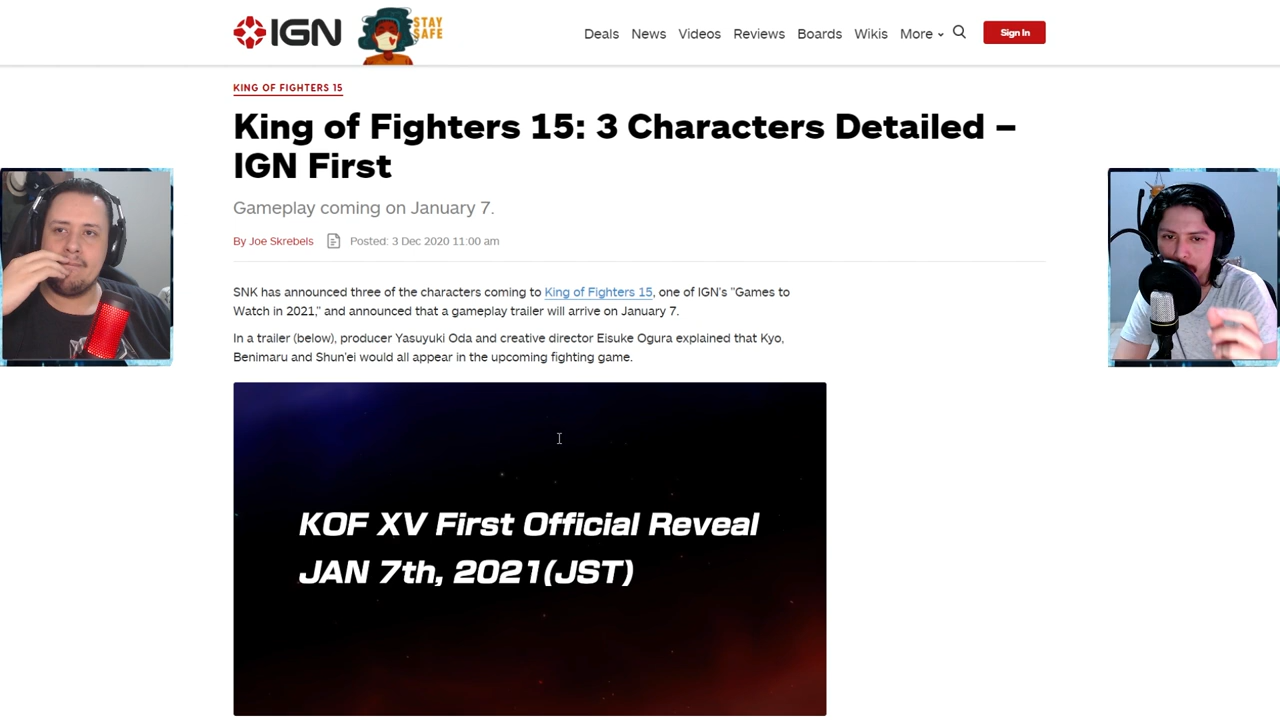 IGN
STAY
SAFE
Deals News Videos Reviews Boards Wikis More Sign In
KING OF FIGHTERS 15
King of Fighters 15: 3 Characters Detailed –
IGN First
Gameplay coming on January 7.
By Joe Skrebels Posted: 3 Dec 2020 11:00 am
SNK has announced three of the characters coming to King of Fighters 15, one of IGN's "Games to
Watch in 2021," and announced that a gameplay trailer will arrive on January 7.
In a trailer (below), producer Yasuyuki Oda and creative director Eisuke Ogura explained that Kyo,
Benimaru and Shun'ei would all appear in the upcoming fighting game.
KOF XV First Official Reveal
JAN 7th, 2021(JST)